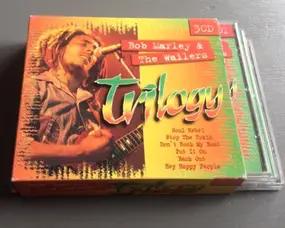 3CD
Bob Marley &
The Wailers
trilogy
Soul Rebel
Stop The Train
Don't Rock My Boat
Put It On
Back Out
Hey Happy People